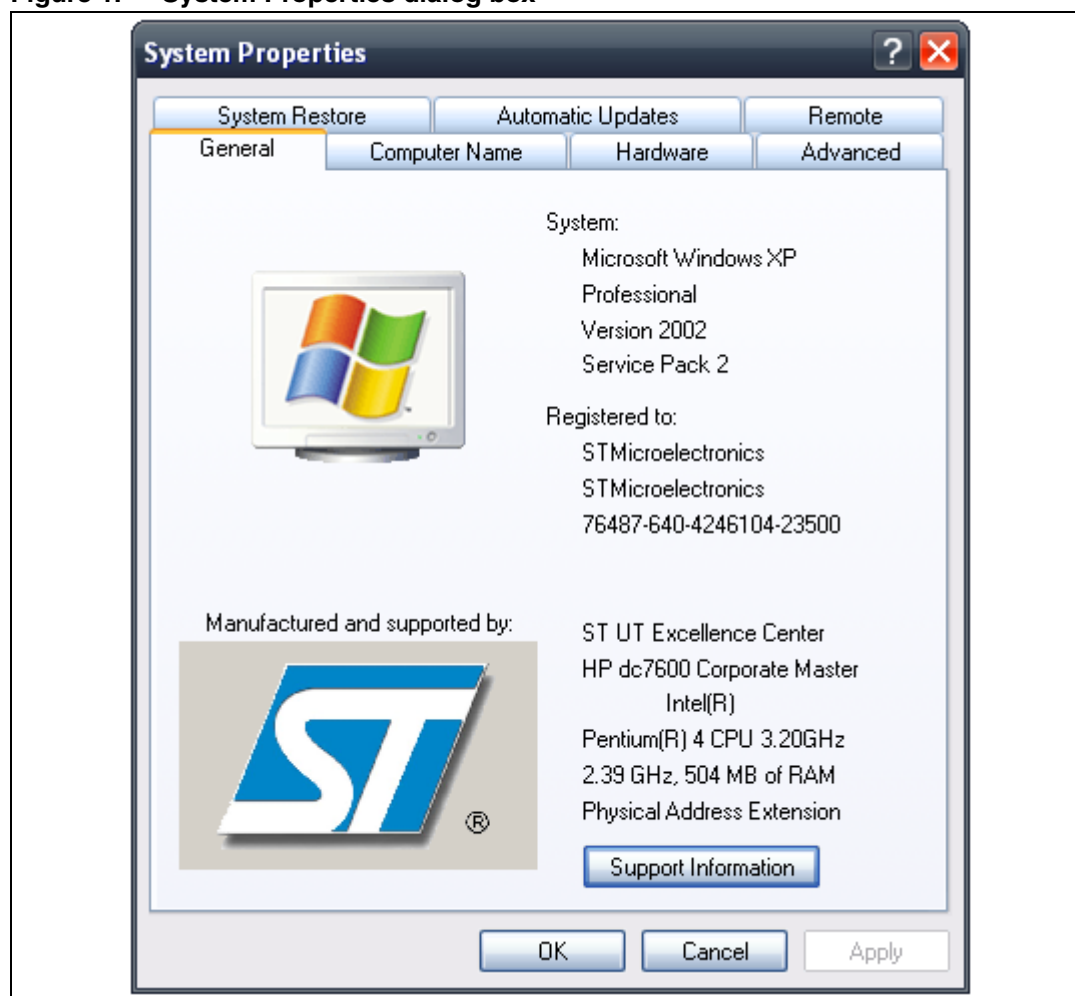 System Properties
System Restore
Automatic Updates
Remote
General
Computer Name
Hardware
Advanced
System:
Microsoft Windows XP
Professional
Version 2002
Service Pack 2
Registered to:
STMicroelectronics
STMicroelectronics
76487-640-4246104-23500
Manufactured and supported by:
ST
®
ST UT Excellence Center
HP dc7600 Corporate Master
Intel(R)
Pentium(R) 4 CPU 3.20GHz
2.39 GHz, 504 MB of RAM
Physical Address Extension
Support Information
OK
Cancel
Apply